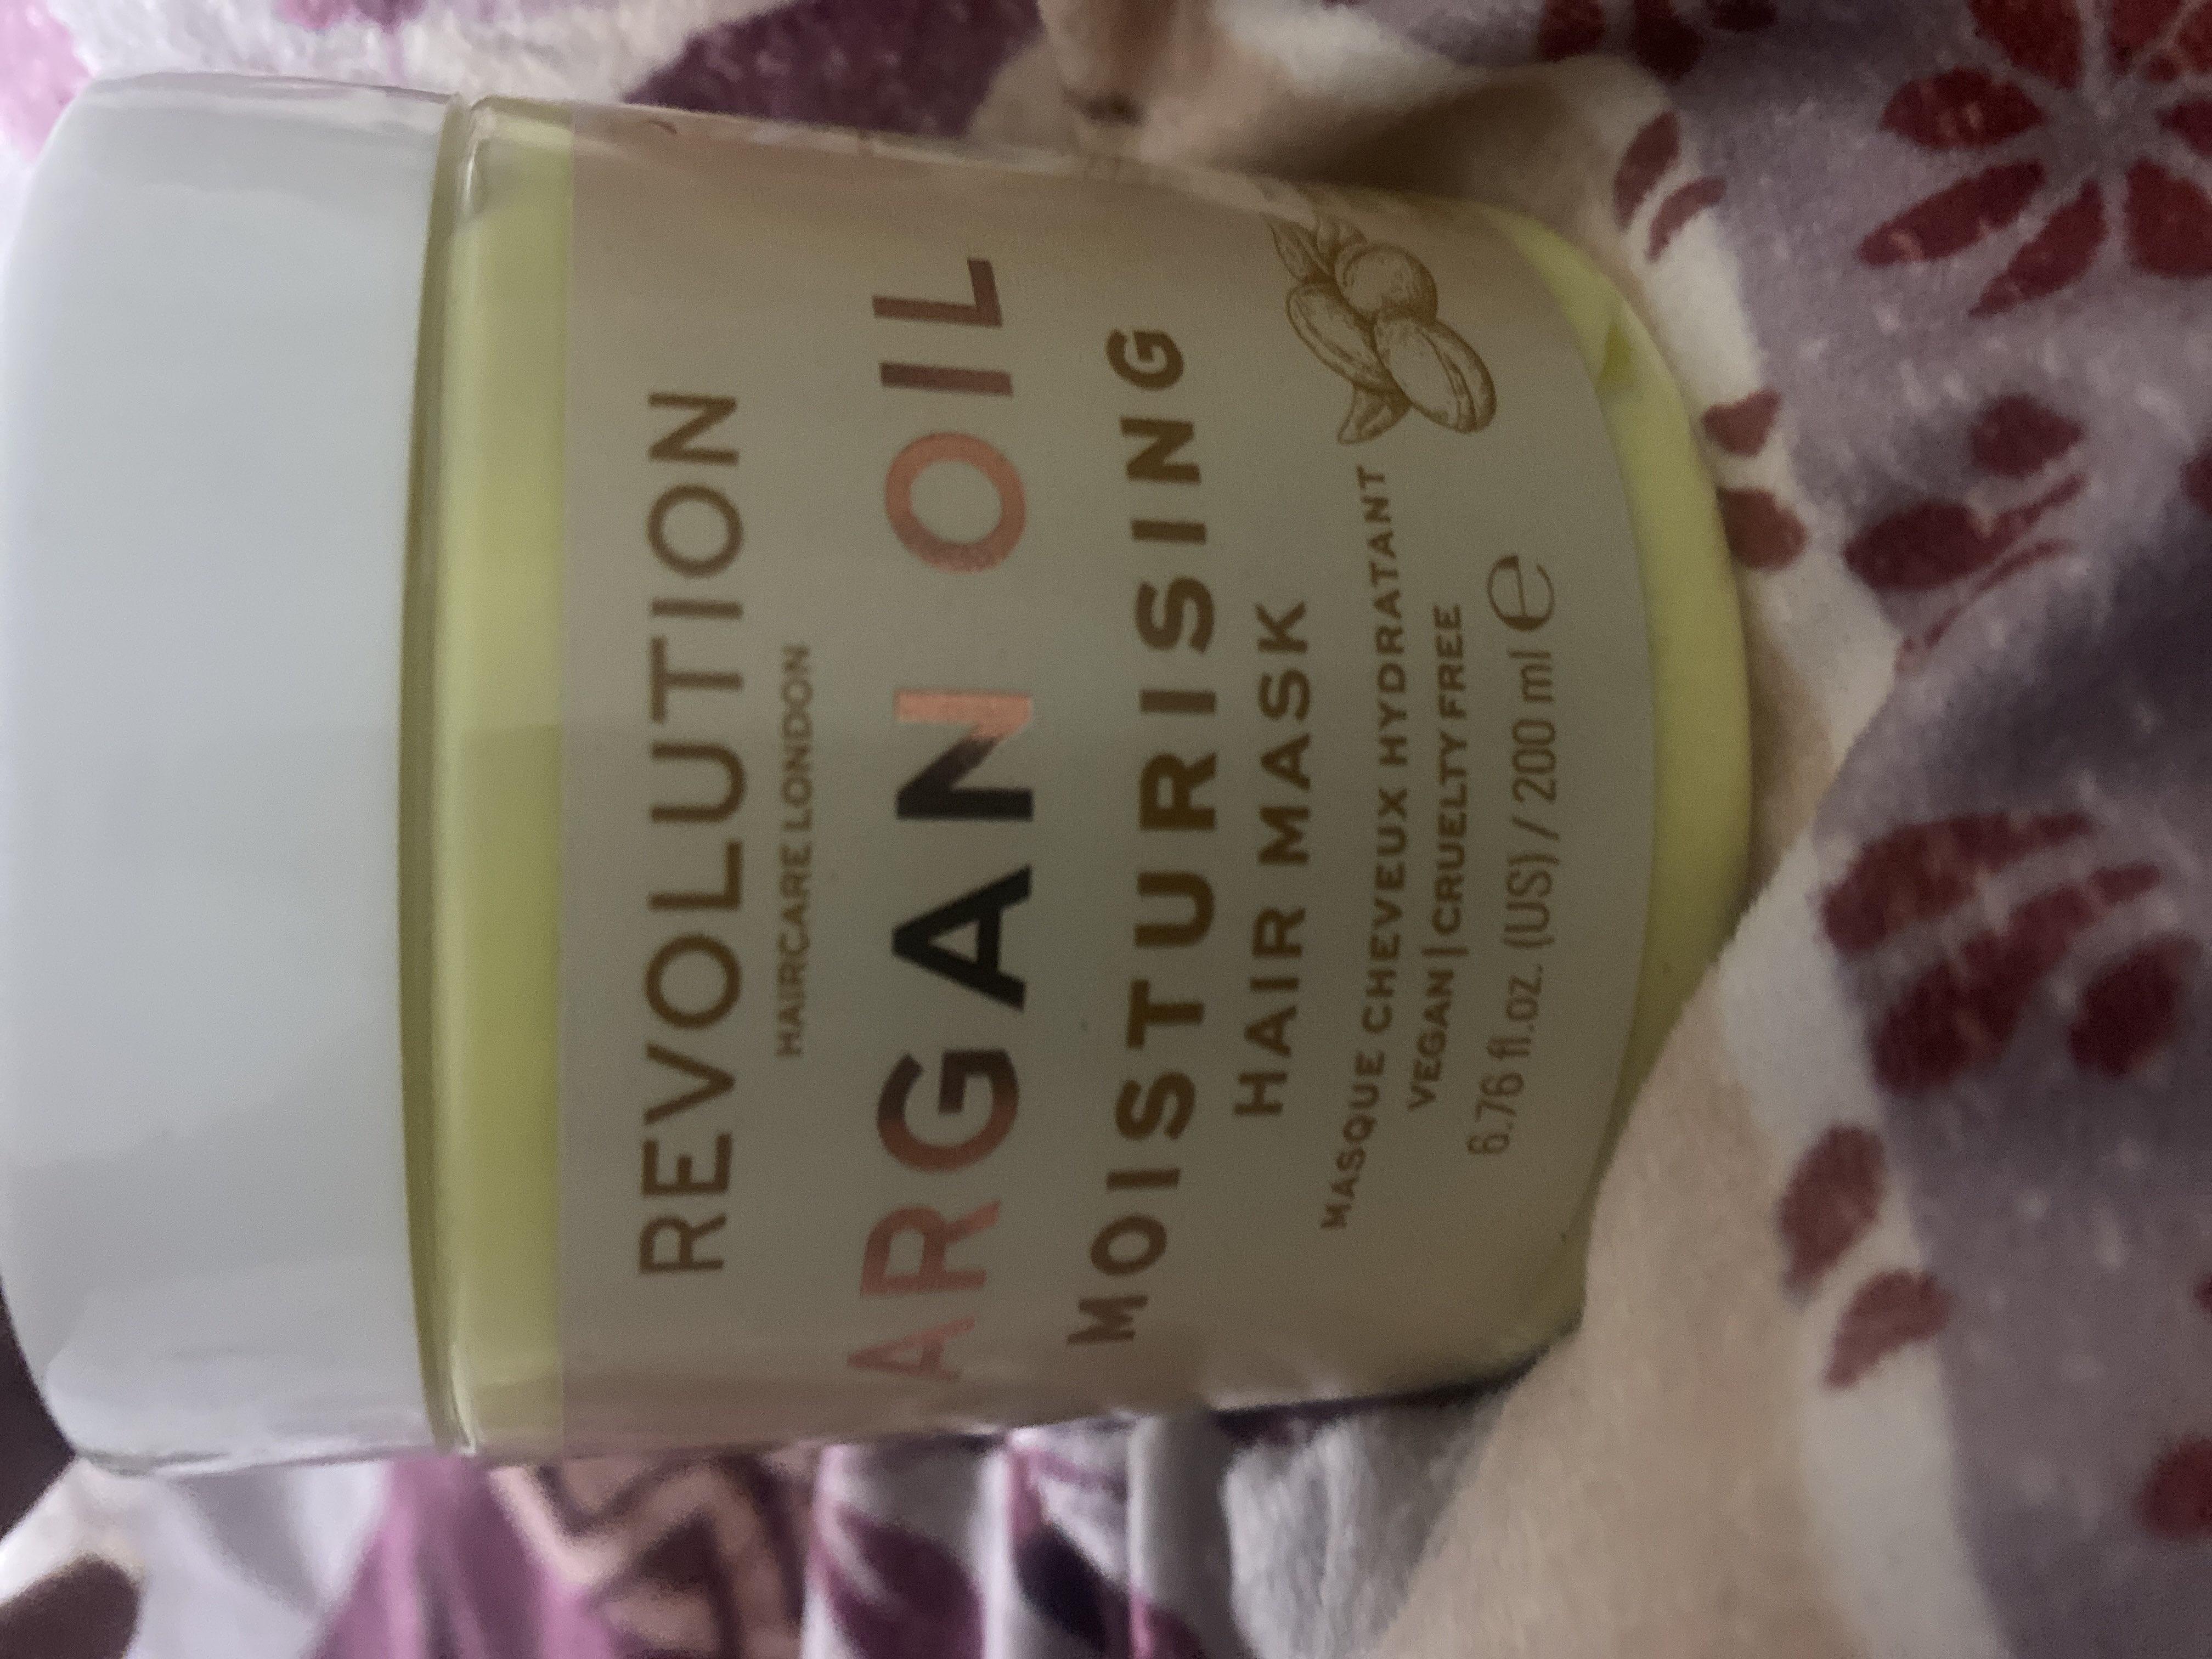 REVOLUTION
HAIRCARE LONDON
ARGAN OIL
MOISTURISING
HAIR MASK
MASQUE CHEVEUX HYDRATANT
VEGAN | CRUELTY FREE
6.76 fl.oz. (US) / 200 ml ℮